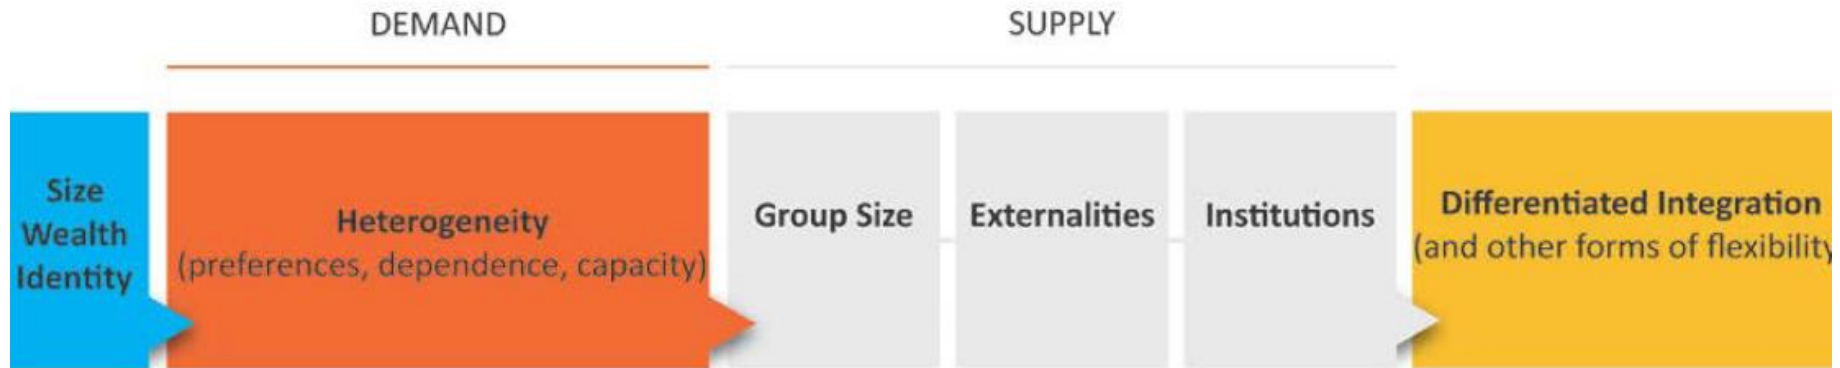 DEMAND
SUPPLY
Size
Wealth
Identity
Heterogeneity
(preferences, dependence, capacity)
Group Size
Externalities
Institutions
Differentiated Integration
(and other forms of flexibility